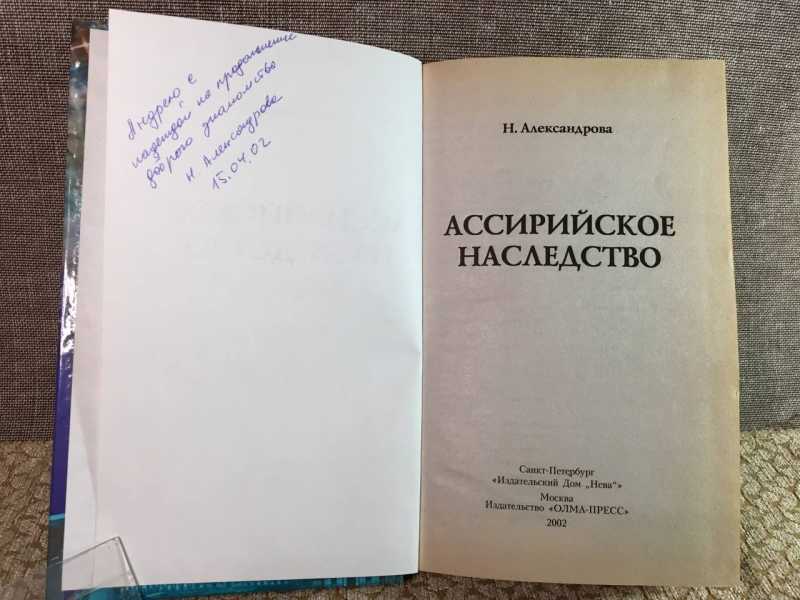 Андрею с
надеждой на продолжение
доброго знакомства
Н. Александрова
15.04.02
Н. Александрова
АССИРИЙСКОЕ
НАСЛЕДСТВО
Санкт-Петербург
«Издательский Дом „Нева“»
Москва
Издательство «ОЛМА-ПРЕСС»
2002